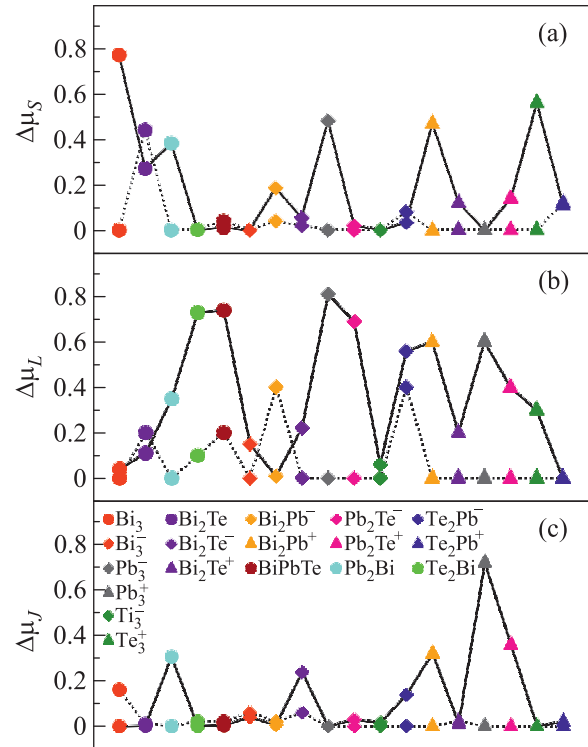 (a)
0.8
0.6
0.4
0.2
0
Δμ_S
(b)
0.8
0.6
0.4
0.2
0
Δμ_L
(c)
Bi₃ Bi₂Te Bi₂Pb⁻ Pb₂Te⁻ Te₂Pb⁻
Bi₃⁻ Bi₂Te⁻ Bi₂Pb⁺ Pb₂Te⁺ Te₂Pb⁺
Pb₃⁻ Bi₂Te⁺ BiPbTe Pb₂Bi Te₂Bi
Pb₃⁺
Ti₃⁻
Te₃⁺
0.8
0.6
0.4
0.2
0
Δμ_J